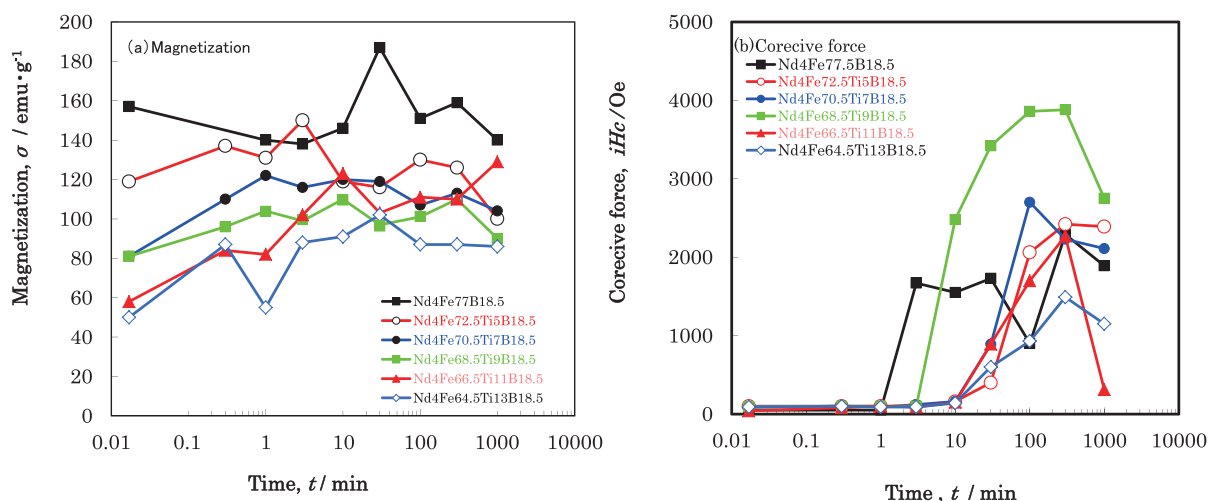 200
180
160
140
120
100
80
60
40
20
0
Magnetization, σ / emu・g-1
(a)Magnetization
Nd4Fe77B18.5
Nd4Fe72.5Ti5B18.5
Nd4Fe70.5Ti7B18.5
Nd4Fe68.5Ti9B18.5
Nd4Fe66.5Ti11B18.5
Nd4Fe64.5Ti13B18.5
0.01 1 10 100 1000 10000
Time, t / min
5000
4000
3000
2000
1000
0
Corecive force, iHc / Oe
(b)Corecive force
Nd4Fe77.5B18.5
Nd4Fe72.5Ti5B18.5
Nd4Fe70.5Ti7B18.5
Nd4Fe68.5Ti9B18.5
Nd4Fe66.5Ti11B18.5
Nd4Fe64.5Ti13B18.5
0.01 1 10 100 1000 10000
Time , t / min